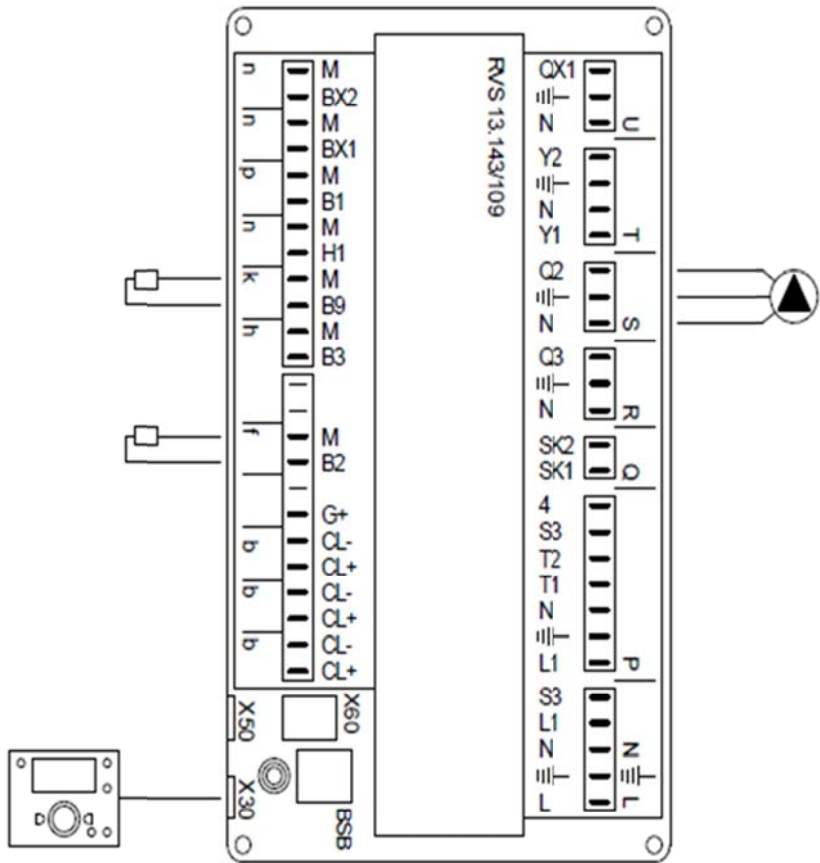 n
M
BX2
n
M
BX1
p
M
B1
n
M
H1
k
M
B9
h
M
B3
f
M
B2
G+
b
CL-
CL+
b
CL-
CL+
b
CL-
CL+
X60
X50
X30
BSB
RVS 13.143/109
QX1
N
U
Y2
N
Y1
T
Q2
N
S
Q3
N
R
SK2
SK1
Q
4
S3
T2
T1
N
L1
P
S3
L1
N
N
L
L